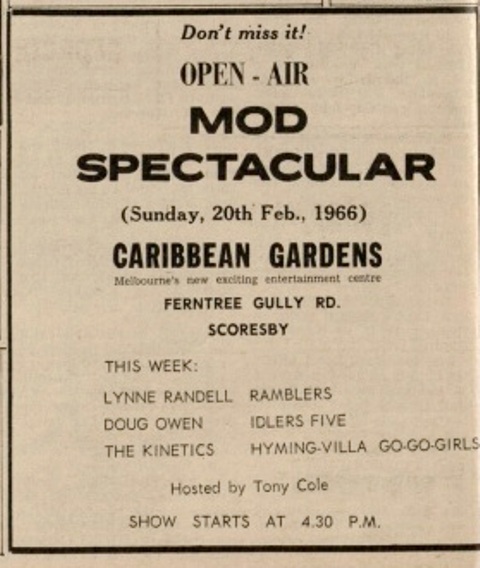 Don't miss it!
OPEN - AIR
MOD
SPECTACULAR
(Sunday, 20th Feb., 1966)
CARIBBEAN GARDENS
Melbourne's new exciting entertainment centre
FERNTREE GULLY RD.
SCORESBY
THIS WEEK:
LYNNE RANDELL RAMBLERS
DOUG OWEN IDLERS FIVE
THE KINETICS HYMING-VILLA GO-GO-GIRLS
Hosted by Tony Cole
SHOW STARTS AT 4.30 P.M.